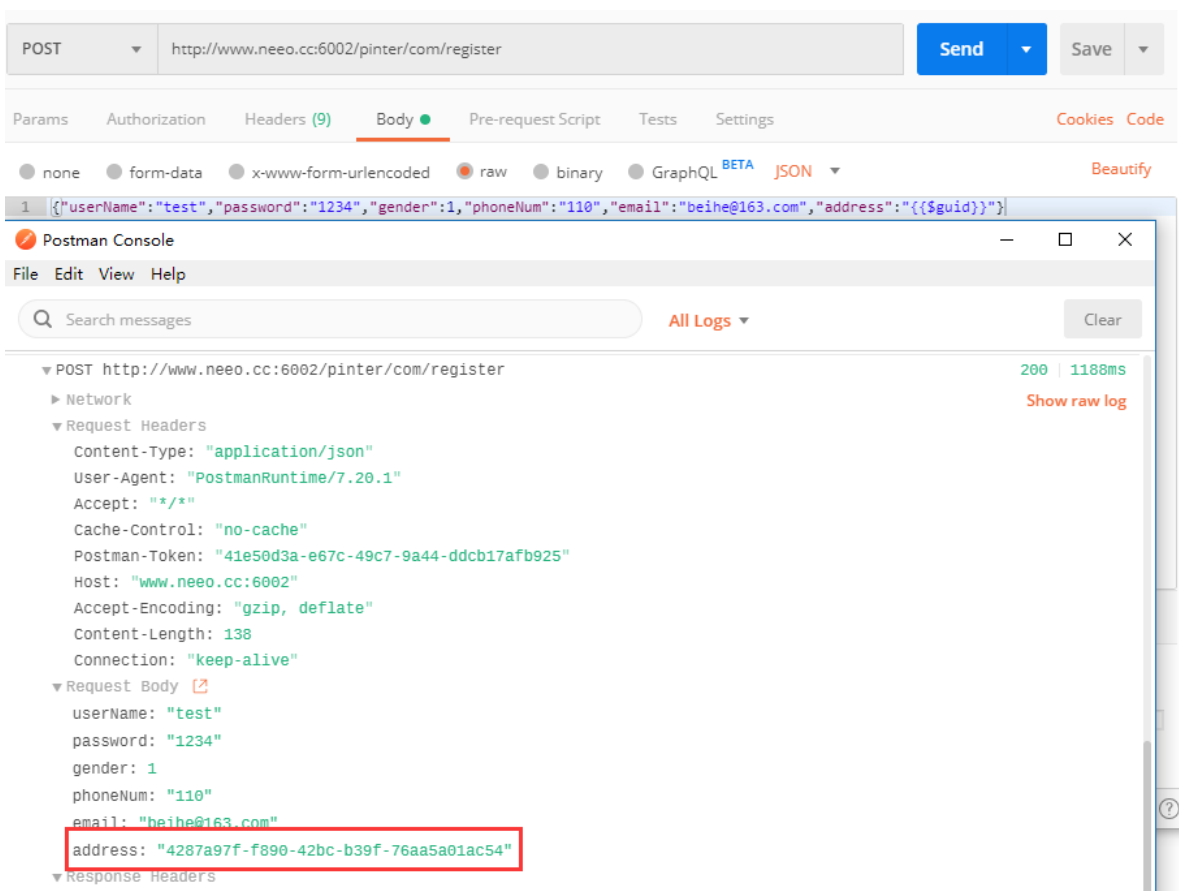 POST http://www.neeo.cc:6002/pinter/com/register Send Save
Params Authorization Headers (9) Body Pre-request Script Tests Settings Cookies Code
none form-data x-www-form-urlencoded raw binary GraphQL BETA JSON Beautify
1 {"userName":"test","password":"1234","gender":1,"phoneNum":"110","email":"beihe@163.com","address":"{{$guid}}"}
Postman Console
File Edit View Help
Search messages All Logs Clear
POST http://www.neeo.cc:6002/pinter/com/register 200 1188ms
Network Show raw log
Request Headers
Content-Type: "application/json"
User-Agent: "PostmanRuntime/7.20.1"
Accept: "*/*"
Cache-Control: "no-cache"
Postman-Token: "41e50d3a-e67c-49c7-9a44-ddcb17afb925"
Host: "www.neeo.cc:6002"
Accept-Encoding: "gzip, deflate"
Content-Length: 138
Connection: "keep-alive"
Request Body
userName: "test"
password: "1234"
gender: 1
phoneNum: "110"
email: "beihe@163.com"
address: "4287a97f-f890-42bc-b39f-76aa5a01ac54"
Response Headers